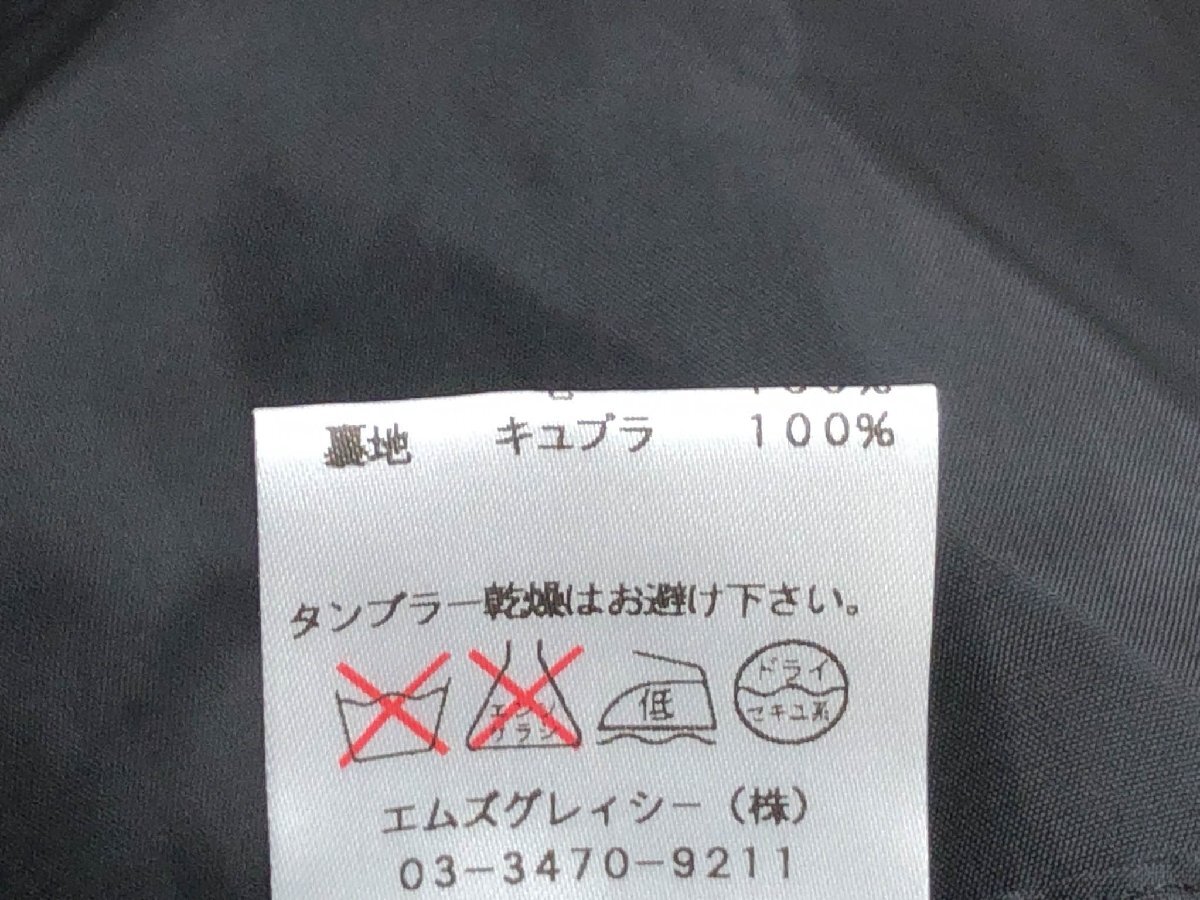 100%
裏地 キュプラ 100%
タンブラー乾燥はお避け下さい。
エンソ
サラシ
低
ドライ
セキユ系
エムズグレイシー（株）
03-3470-9211